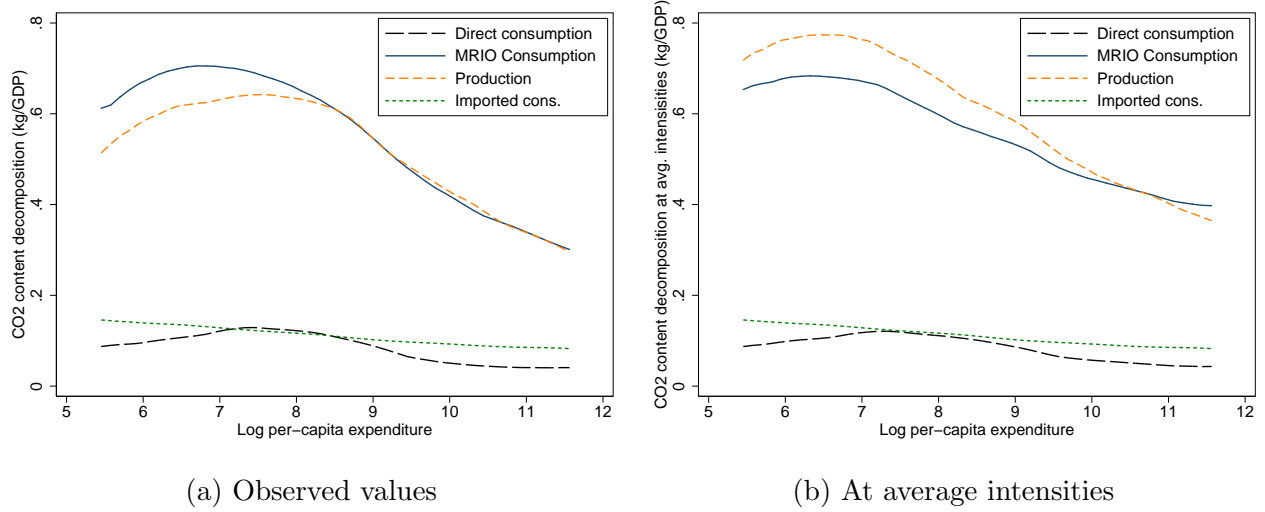 CO2 content decomposition (kg/GDP)
0 .2 .4 .6 .8
Direct consumption
MRIO Consumption
Production
Imported cons.
5 6 7 8 9 10 11 12
Log per−capita expenditure
(a) Observed values
CO2 content decomposition at avg. intensisities (kg/GDP)
0 .2 .4 .6 .8
Direct consumption
MRIO Consumption
Production
Imported cons.
5 6 7 8 9 10 11 12
Log per−capita expenditure
(b) At average intensities